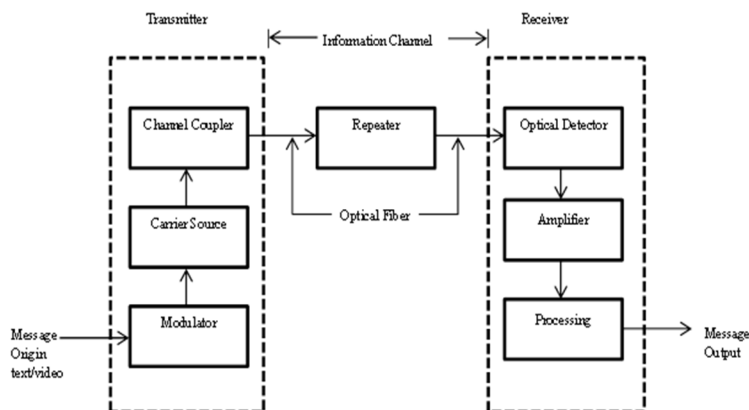 Transmitter
Receiver
Information Channel
Channel Coupler
Repeater
Optical Detector
Carrier Source
Optical Fiber
Amplifier
Modulator
Processing
Message
Origin
text/video
Message
Output